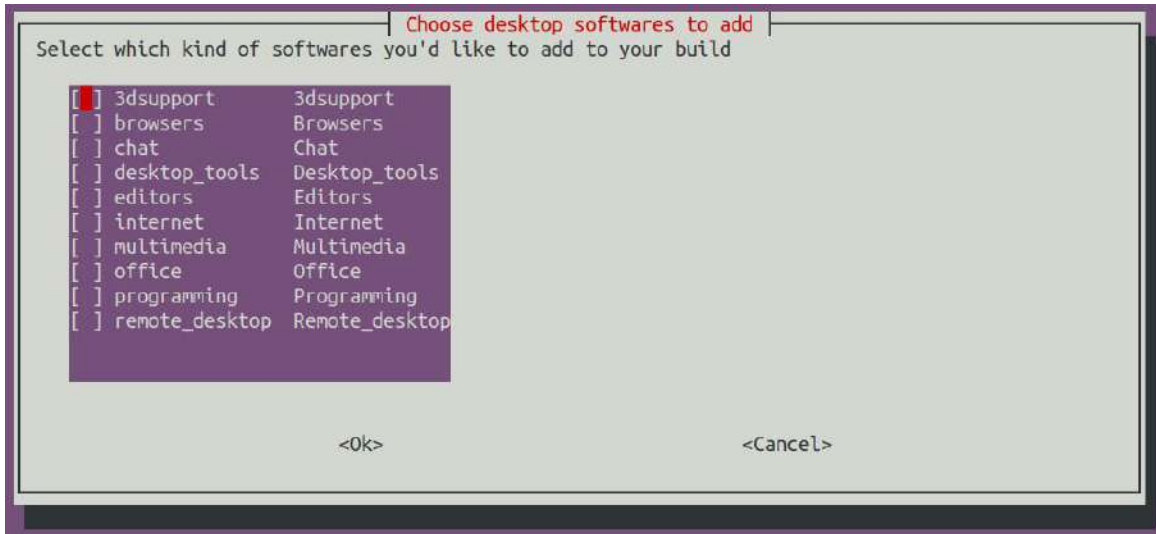 Choose desktop softwares to add
Select which kind of softwares you'd like to add to your build
[ ] 3dsupport 3dsupport
[ ] browsers Browsers
[ ] chat Chat
[ ] desktop_tools Desktop_tools
[ ] editors Editors
[ ] internet Internet
[ ] multimedia Multimedia
[ ] office Office
[ ] programming Programming
[ ] remote_desktop Remote_desktop
<Ok> <Cancel>